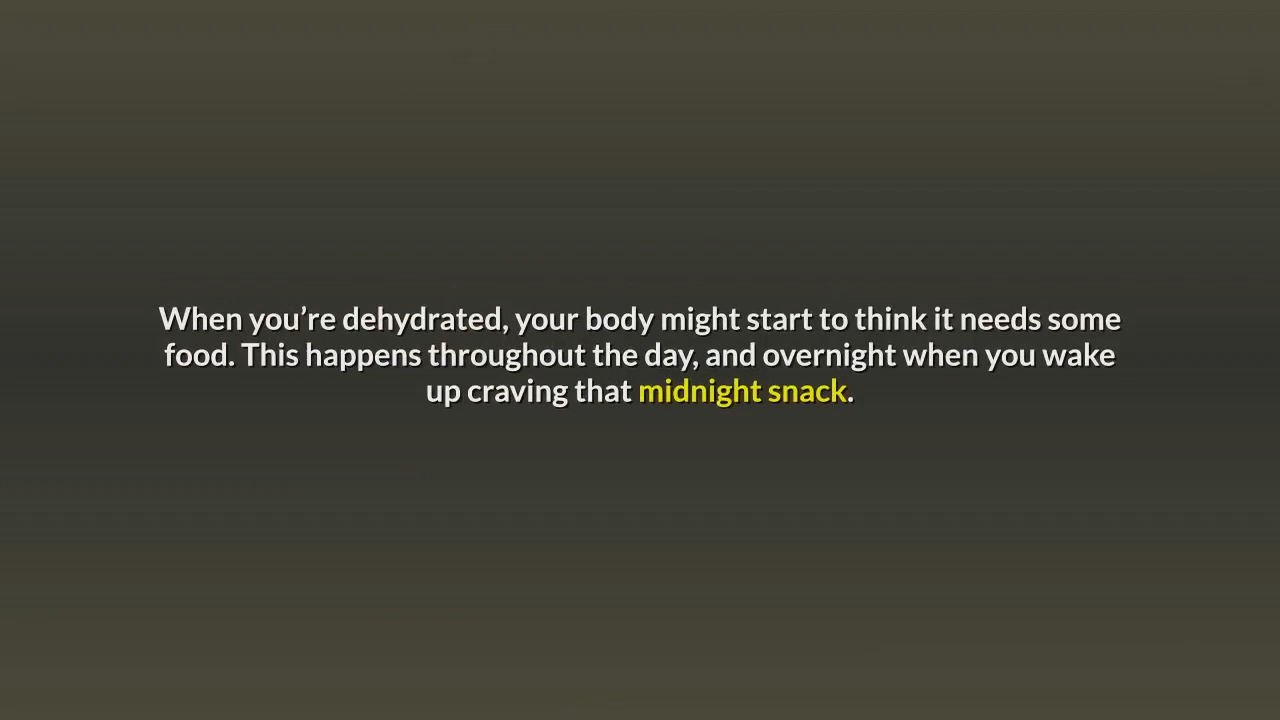 When you’re dehydrated, your body might start to think it needs some
food. This happens throughout the day, and overnight when you wake
up craving that midnight snack.